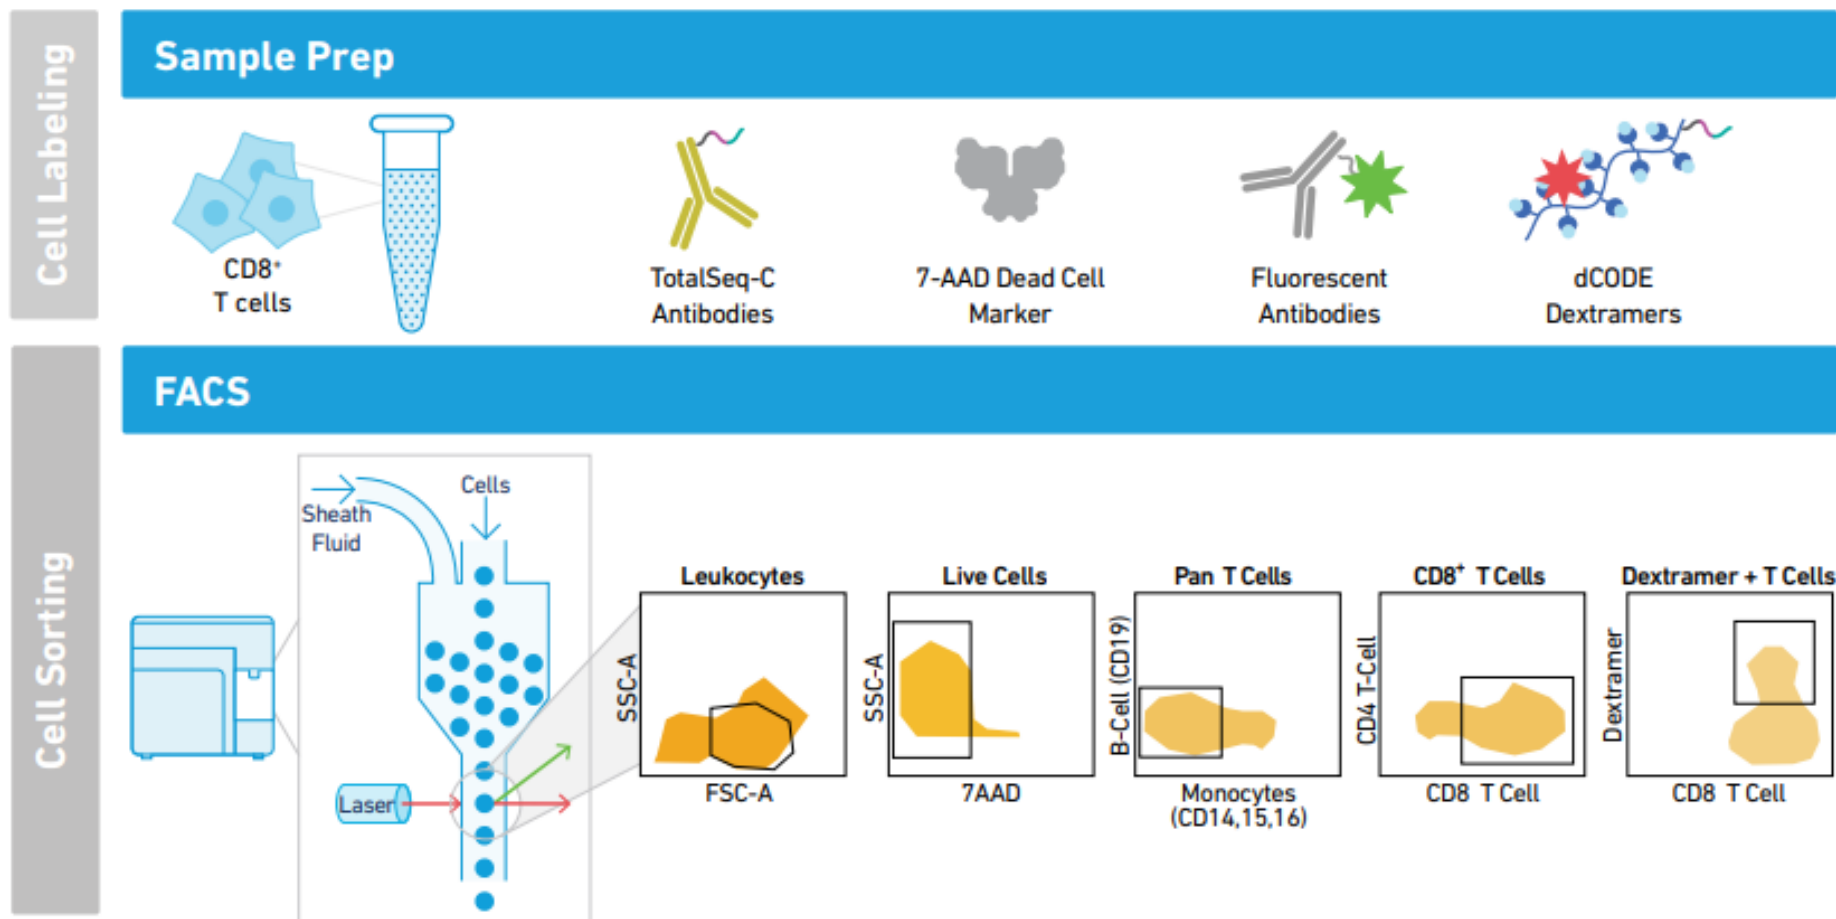 Cell Labeling
Sample Prep
CD8⁺
T cells
TotalSeq-C
Antibodies
7-AAD Dead Cell
Marker
Fluorescent
Antibodies
dCODE
Dextramers
Cell Sorting
FACS
Sheath
Fluid
Cells
Laser
Leukocytes
SSC-A
FSC-A
Live Cells
SSC-A
7AAD
Pan T Cells
B-Cell (CD19)
Monocytes
(CD14,15,16)
CD8⁺ T Cells
CD4 T-Cell
CD8 T Cell
Dextramer + T Cells
Dextramer
CD8 T Cell